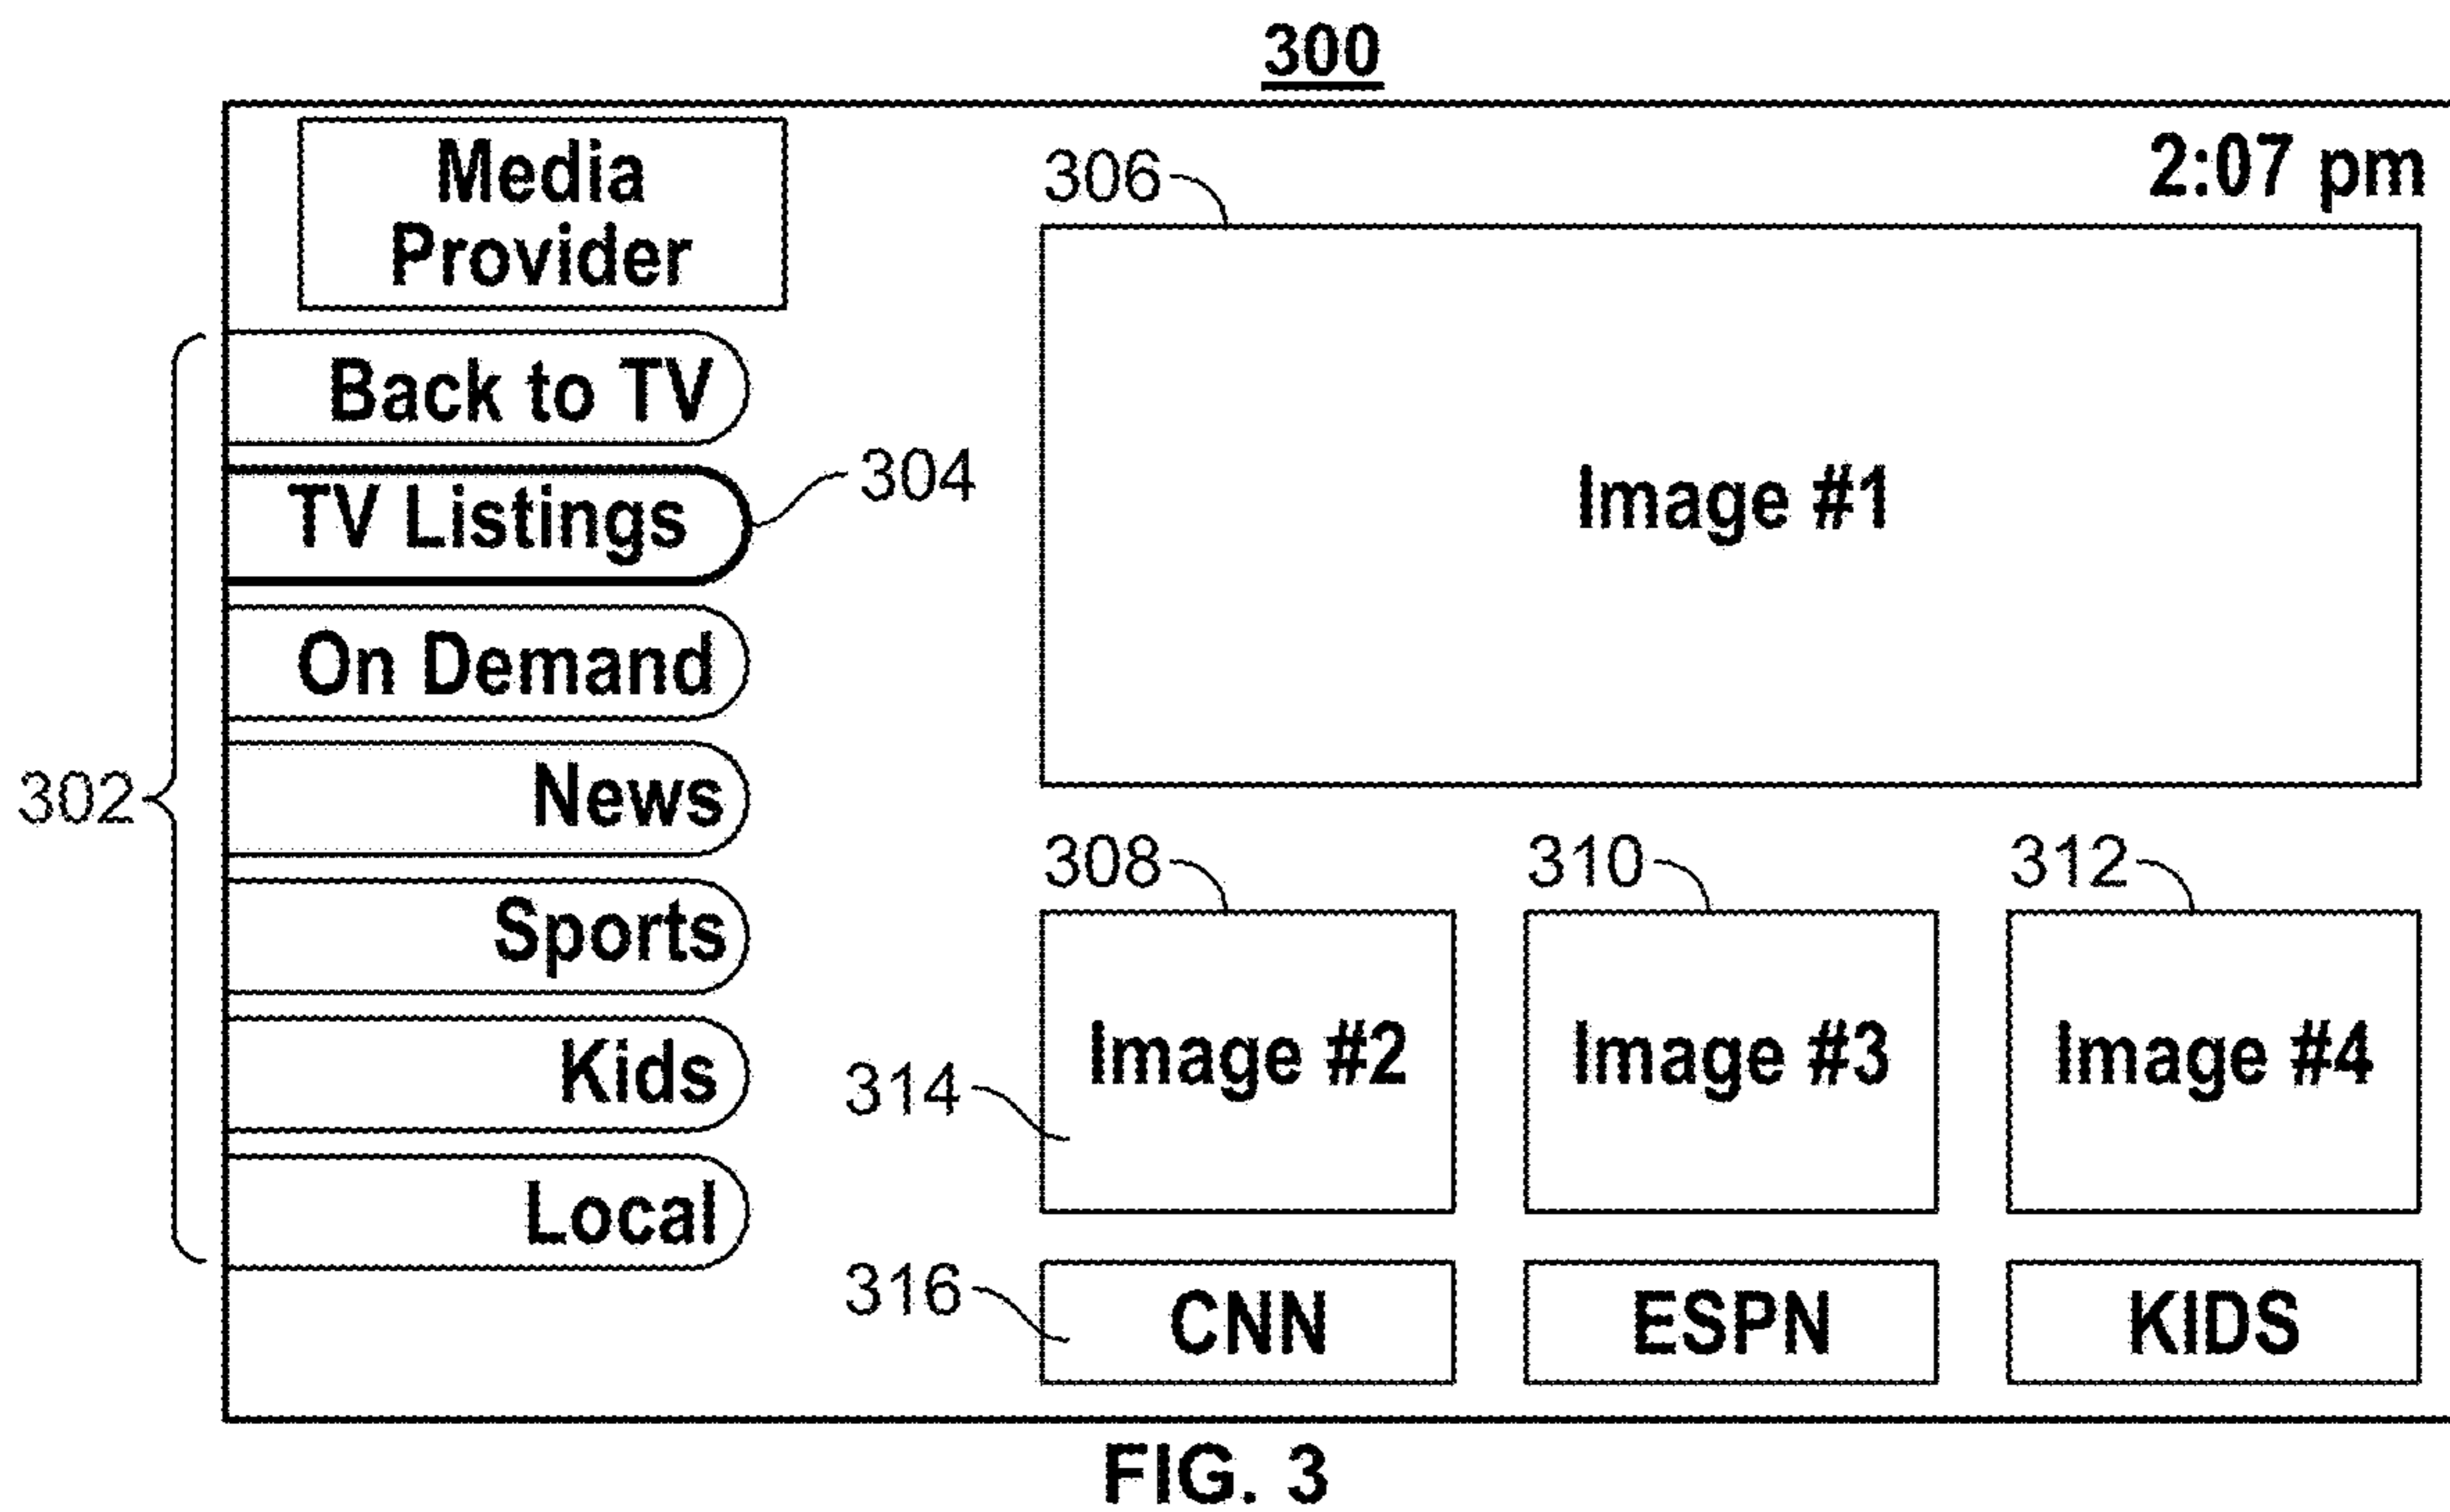 300
Media
Provider
2:07 pm
306
Back to TV
304
TV Listings
Image #1
On Demand
302
News
308
310
312
Sports
Image #2
Image #3
Image #4
314
Kids
Local
316
CNN
ESPN
KIDS
FIG. 3